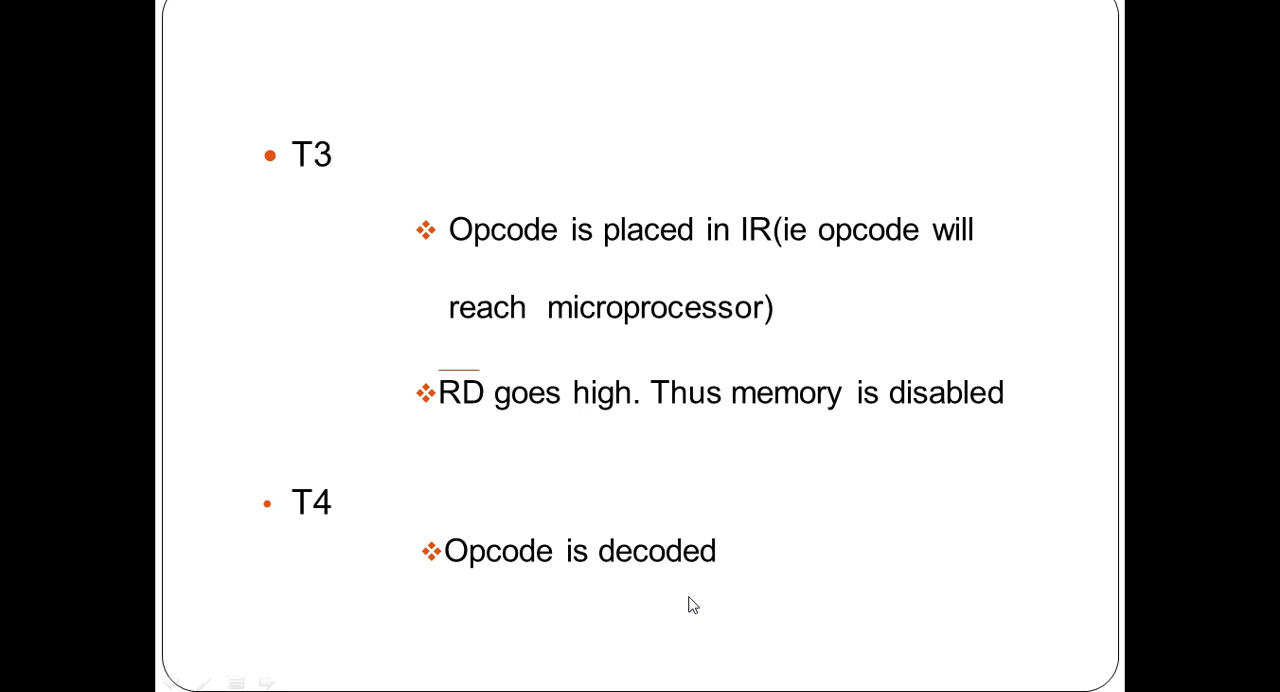 T3
Opcode is placed in IR(ie opcode will
reach microprocessor)
RD goes high. Thus memory is disabled
T4
Opcode is decoded